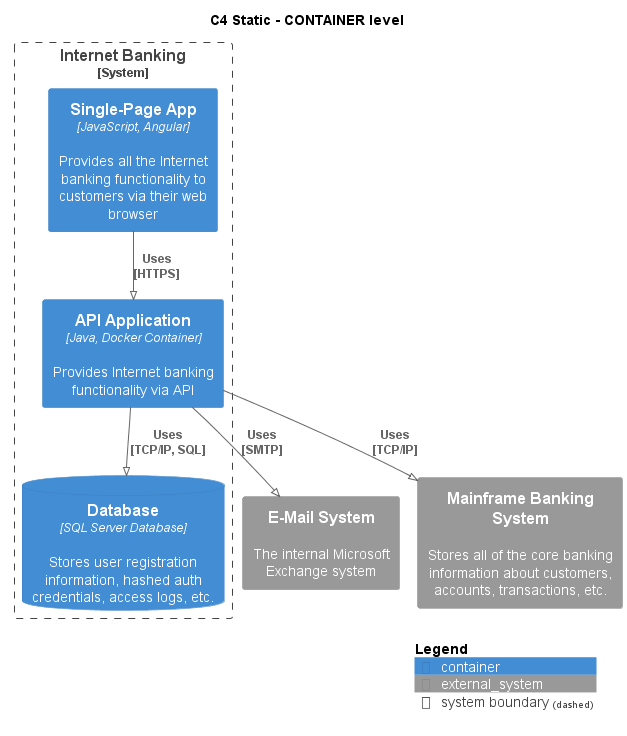 C4 Static - CONTAINER level
Internet Banking
[System]
Single-Page App
[JavaScript, Angular]
Provides all the Internet
banking functionality to
customers via their web
browser
Uses
[HTTPS]
API Application
[Java, Docker Container]
Provides Internet banking
functionality via API
Uses
[TCP/IP, SQL]
Uses
[SMTP]
Uses
[TCP/IP]
Database
[SQL Server Database]
Stores user registration
information, hashed auth
credentials, access logs, etc.
E-Mail System
The internal Microsoft
Exchange system
Mainframe Banking
System
Stores all of the core banking
information about customers,
accounts, transactions, etc.
Legend
container
external_system
system boundary (dashed)